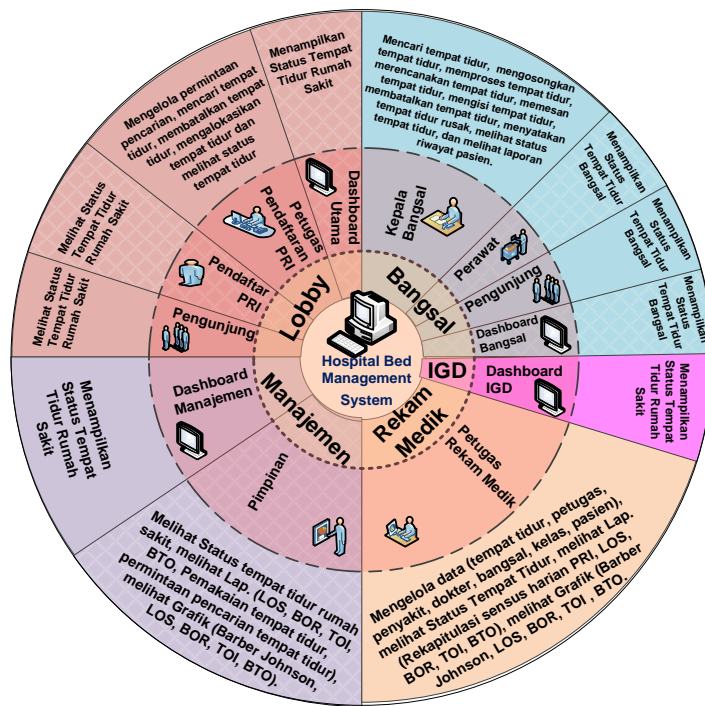 Hospital Bed
Management
System
Lobby
Bangsal
IGD
Rekam
Medik
Manajemen
Dashboard
Utama
Menampilkan
Status Tempat
Tidur Rumah
Sakit
Kepala
Bangsal
Mencari tempat tidur, mengosongkan
tempat tidur, memproses tempat tidur,
merencanakan tempat tidur, memesan
tempat tidur, mengisi tempat tidur,
membatalkan tempat tidur, menyatakan
tempat tidur rusak, melihat status
tempat tidur, dan melihat laporan
riwayat pasien.
Perawat
Menampilkan
Status
Tempat Tidur
Bangsal
Pengunjung
Menampilkan
Status
Tempat Tidur
Bangsal
Dashboard
Bangsal
Menampilkan
Status
Tempat Tidur
Bangsal
Dashboard
IGD
Menampilkan
Status Tempat
Tidur Rumah
Sakit
Petugas
Rekam Medik
Mengelola data (tempat tidur, petugas,
penyakit, dokter, bangsal, kelas, pasien),
melihat Status Tempat Tidur, melihat Lap.
(Rekapitulasi sensus harian PRI, LOS,
BOR, TOI, BTO), melihat Grafik (Barber
Johnson, LOS, BOR, TOI , BTO.
Pimpinan
Melihat Status tempat tidur rumah
sakit, melihat Lap. (LOS, BOR, TOI,
BTO, Pemakaian tempat tidur,
permintaan pencarian tempat tidur),
melihat Grafik (Barber Johnson,
LOS, BOR, TOI, BTO).
Dashboard
Manajemen
Menampilkan
Status Tempat
Tidur Rumah
Sakit
Pengunjung
Melihat Status
Tempat Tidur
Rumah Sakit
Pendaftar
PRI
Melihat Status
Tempat Tidur
Rumah Sakit
Petugas
Pendaftaran
PRI
Mengelola permintaan
pencarian, mencari tempat
tidur, membatalkan tempat
tidur, mengalokasikan
tempat tidur dan
melihat status
tempat tidur